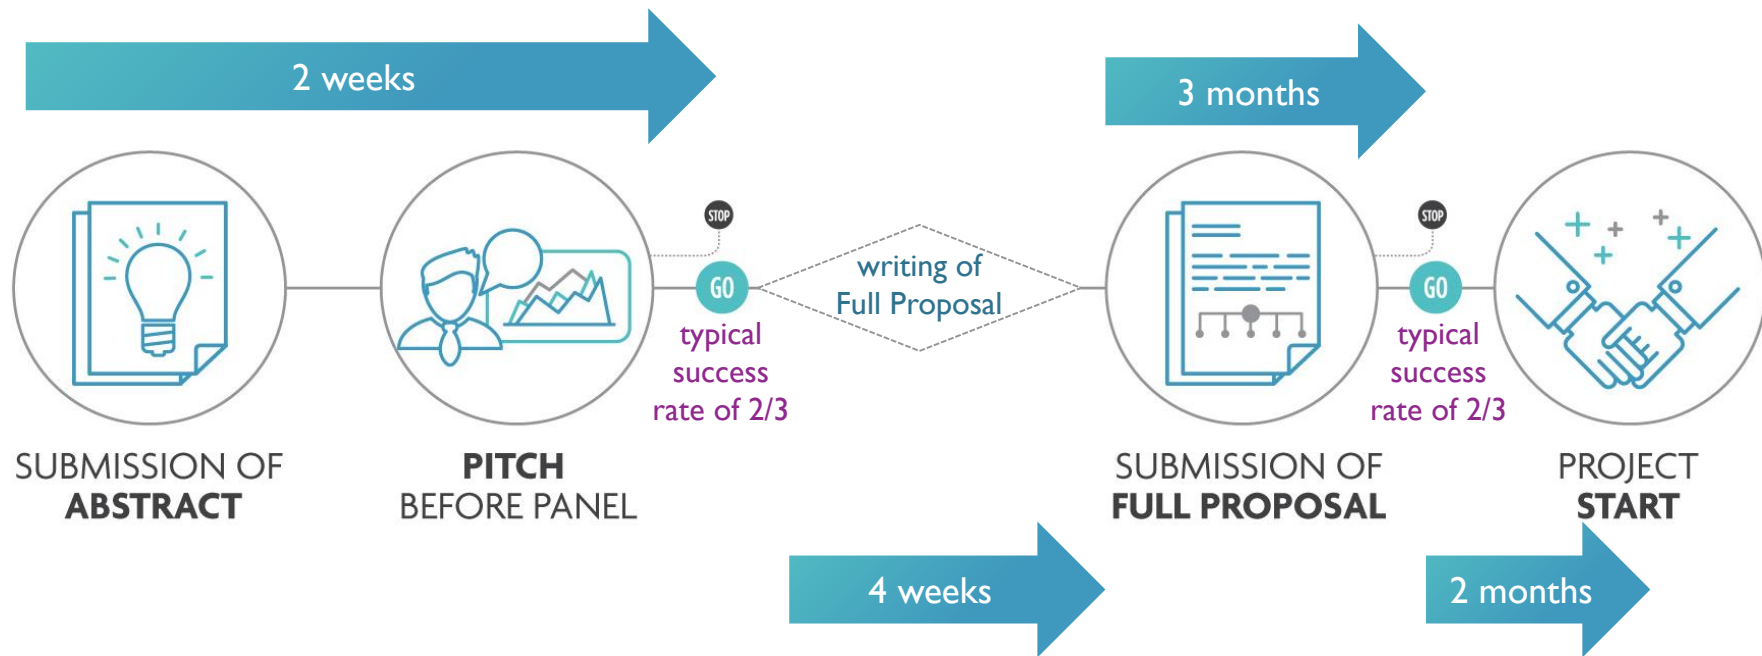 2 weeks
3 months
STOP
GO
typical
success
rate of 2/3
writing of
Full Proposal
STOP
GO
typical
success
rate of 2/3
SUBMISSION OF
ABSTRACT
PITCH
BEFORE PANEL
SUBMISSION OF
FULL PROPOSAL
PROJECT
START
4 weeks
2 months